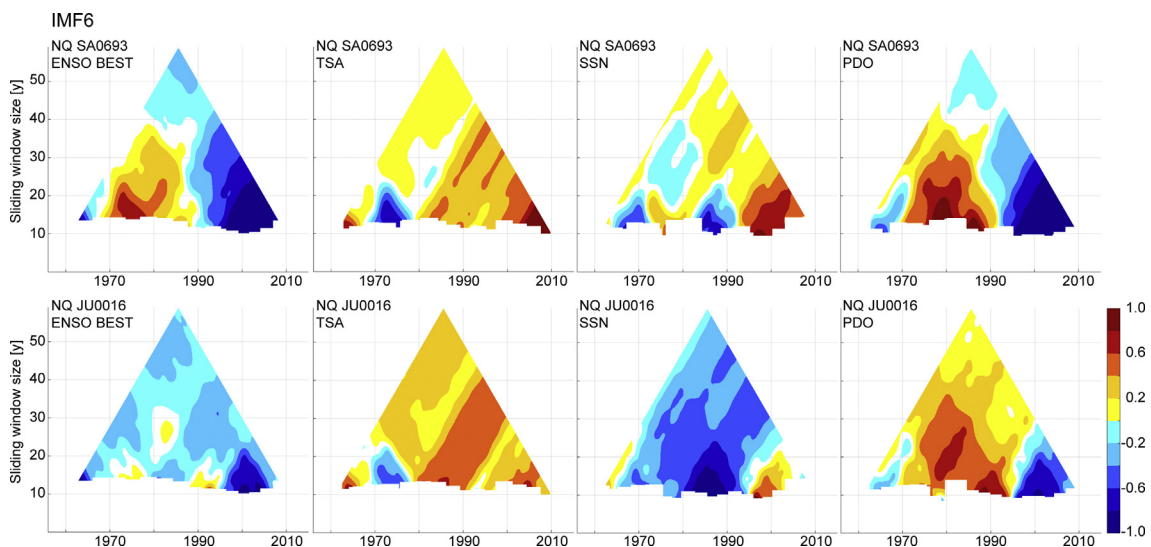 IMF6
NQ SA0693
ENSO BEST
NQ SA0693
TSA
NQ SA0693
SSN
NQ SA0693
PDO
Sliding window size [y]
50
40
30
20
10
1970 1990 2010
1970 1990 2010
1970 1990 2010
1970 1990 2010
NQ JU0016
ENSO BEST
NQ JU0016
TSA
NQ JU0016
SSN
NQ JU0016
PDO
Sliding window size [y]
50
40
30
20
10
1970 1990 2010
1970 1990 2010
1970 1990 2010
1970 1990 2010
1.0
0.6
0.2
-0.2
-0.6
-1.0